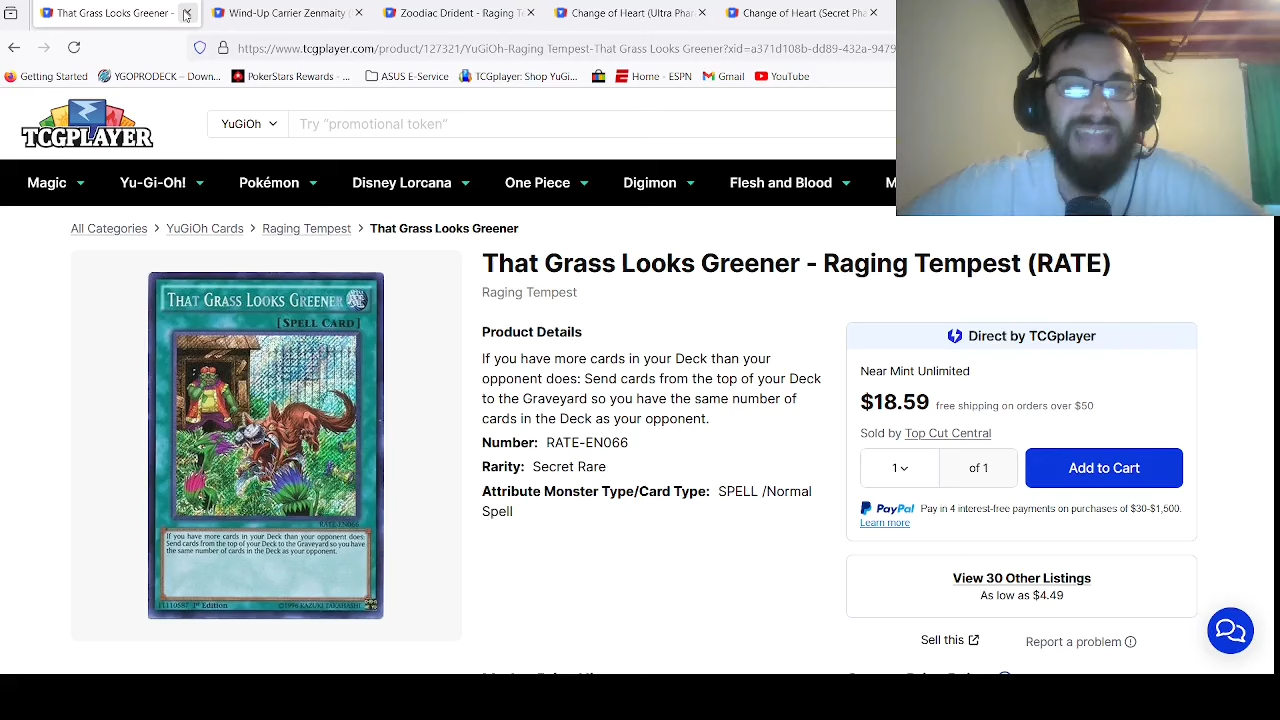 That Grass Looks Greener -
Wind-Up Carrier Zenmaity |
Zoodiac Drident - Raging Te
Change of Heart (Ultra Phar
Change of Heart (Secret Pha
https://www.tcgplayer.com/product/127121/YuGiOh-Raging Tempest-That Grass Looks Greener?xid=a371d108b-dd89-432a-9479
Getting Started
YGOPRODECK – Down...
PokerStars Rewards - ...
ASUS E-Service
TCGplayer: Shop YuGi...
Home - ESPN
Gmail
YouTube
TCGPLAYER
YuGiOh
Try “promotional token”
Magic
Yu-Gi-Oh!
Pokémon
Disney Lorcana
One Piece
Digimon
Flesh and Blood
M
All Categories > YuGiOh Cards > Raging Tempest > That Grass Looks Greener
That Grass Looks Greener - Raging Tempest (RATE)
Raging Tempest
Product Details
If you have more cards in your Deck than your
opponent does: Send cards from the top of your Deck
to the Graveyard so you have the same number of
cards in the Deck as your opponent.
Number: RATE-EN066
Rarity: Secret Rare
Attribute Monster Type/Card Type: SPELL /Normal
Spell
THAT GRASS LOOKS GREENER
[SPELL CARD]
RATE-EN066
If you have more cards in your Deck than your opponent does:
Send cards from the top of your Deck to the Graveyard so you have
the same number of cards in the Deck as your opponent.
11110587 1st Edition
©1996 KAZUKI TAKAHASHI
Direct by TCGplayer
Near Mint Unlimited
$18.59 free shipping on orders over $50
Sold by Top Cut Central
1
of 1
Add to Cart
PayPal Pay in 4 interest-free payments on purchases of $30-$1,500.
Learn more
View 30 Other Listings
As low as $4.49
Sell this
Report a problem